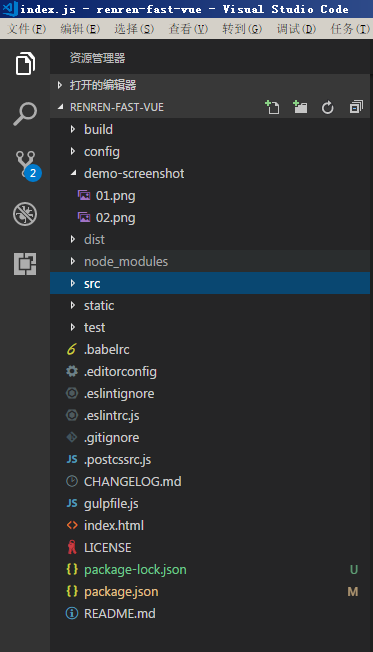 index.js - renren-fast-vue - Visual Studio Code
文件(F) 编辑(E) 选择(S) 查看(V) 转到(G) 调试(D) 任务(T)
资源管理器
打开的编辑器
RENREN-FAST-VUE
build
config
demo-screenshot
01.png
02.png
2
dist
node_modules
src
static
test
.babelrc
.editorconfig
.eslintignore
.eslintrc.js
.gitignore
JS .postcssrc.js
CHANGELOG.md
JS gulpfile.js
<> index.html
LICENSE
{} package-lock.json U
{} package.json M
README.md